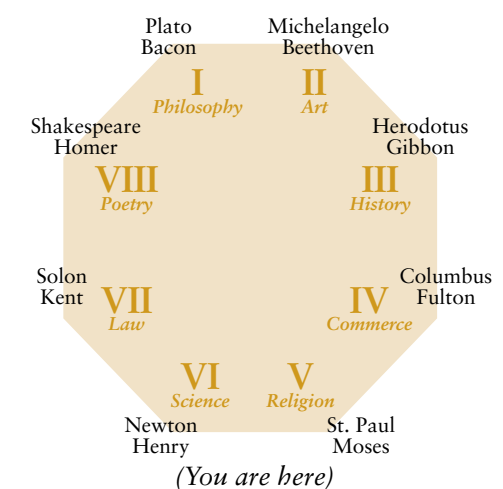 Plato
Bacon
Michelangelo
Beethoven
I
Philosophy
II
Art
Shakespeare
Homer
Herodotus
Gibbon
VIII
Poetry
III
History
Solon
Kent
Columbus
Fulton
VII
Law
IV
Commerce
VI
Science
V
Religion
Newton
Henry
St. Paul
Moses
(You are here)